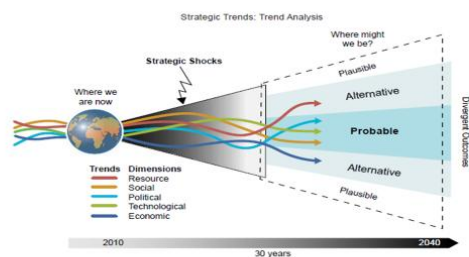 Strategic Trends: Trend Analysis
Where might
we be?
Strategic Shocks
Plausible
Where we
are now
Alternative
Probable
Divergent Outcomes
Alternative
Plausible
Trends Dimensions
Resource
Social
Political
Technological
Economic
2010
2040
30 years